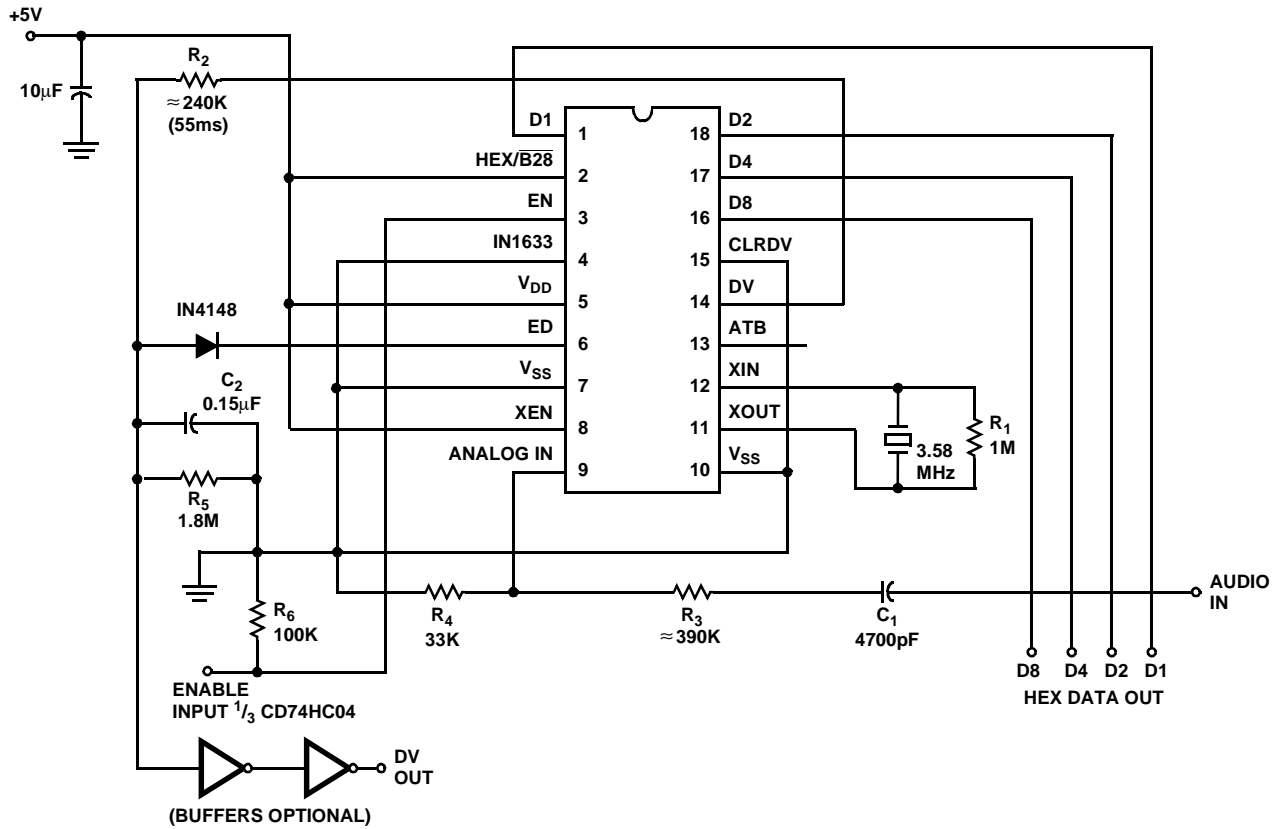 +5V
10µF
R2
≈240K
(55ms)
D1
HEX/B28
EN
IN1633
VDD
ED
VSS
XEN
ANALOG IN
1
2
3
4
5
6
7
8
9
18
17
16
15
14
13
12
11
10
D2
D4
D8
CLRDV
DV
ATB
XIN
XOUT
VSS
IN4148
C2
0.15µF
R5
1.8M
R6
100K
3.58
MHz
R1
1M
R4
33K
R3
≈390K
C1
4700pF
AUDIO
IN
D8 D4 D2 D1
HEX DATA OUT
ENABLE
INPUT 1/3 CD74HC04
DV
OUT
(BUFFERS OPTIONAL)